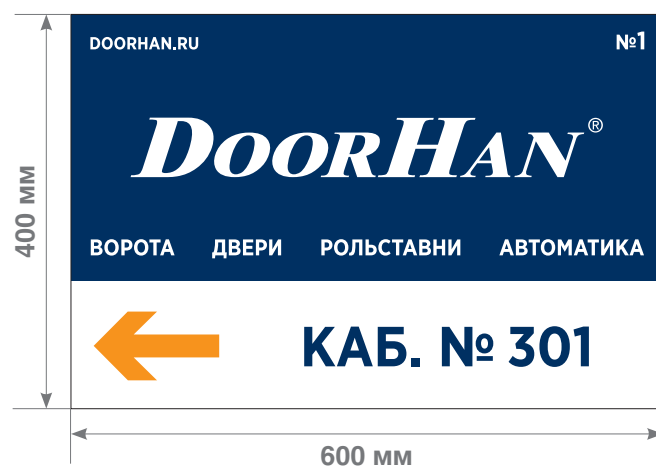 DOORHAN.RU №1
DOORHAN®
400 мм
ВОРОТА ДВЕРИ РОЛЬСТАВНИ АВТОМАТИКА
КАБ. № 301
600 мм